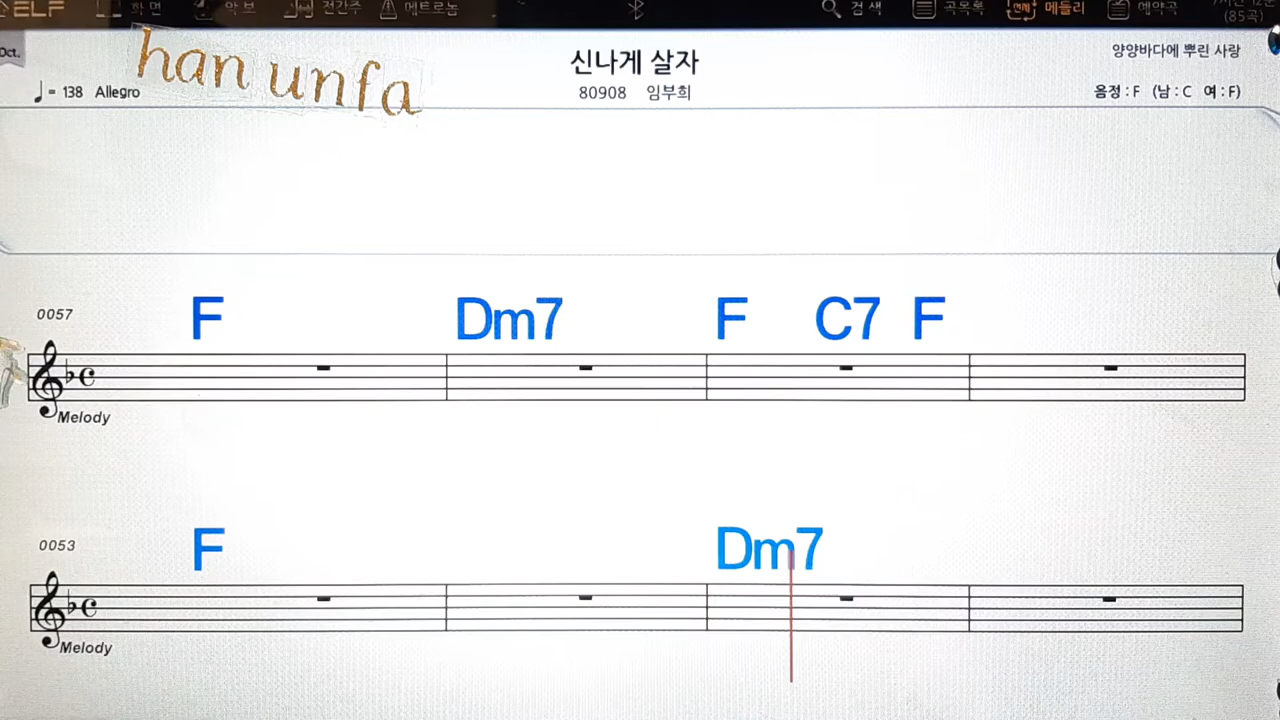 ELF 화면 악보 전간주 메트로놈 검색 곡목록 메들리 예약곡
(85곡)
Oct.
han unfa
신나게 살자
양양바다에 뿌린 사랑
♩= 138 Allegro
80908 임부희
음정 : F (남 : C 여 : F)
0057 F Dm7 F C7 F
Melody
0053 F Dm7
Melody